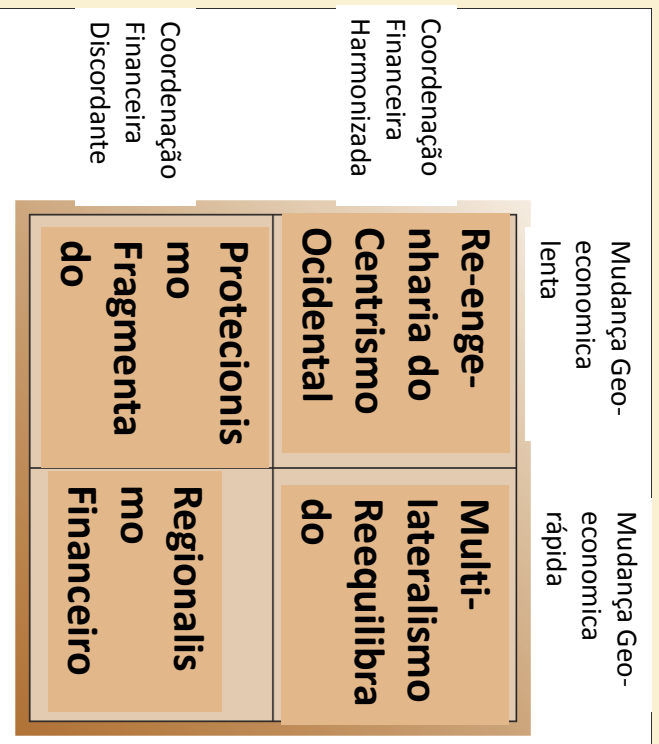 Mudança Geo-
economica
lenta
Mudança Geo-
economica
rápida
Coordenação
Financeira
Harmonizada
Re-enge-
nharia do
Centrismo
Ocidental
Multi-
lateralismo
Reequilibra
do
Coordenação
Financeira
Discordante
Protecionis
mo
Fragmenta
do
Regionalis
mo
Financeiro